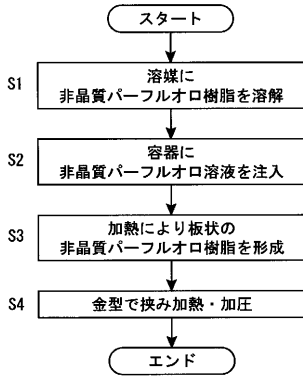 スタート
S1
溶媒に
非晶質パーフルオロ樹脂を溶解
S2
容器に
非晶質パーフルオロ溶液を注入
S3
加熱により板状の
非晶質パーフルオロ樹脂を形成
S4
金型で挟み加熱・加圧
エンド